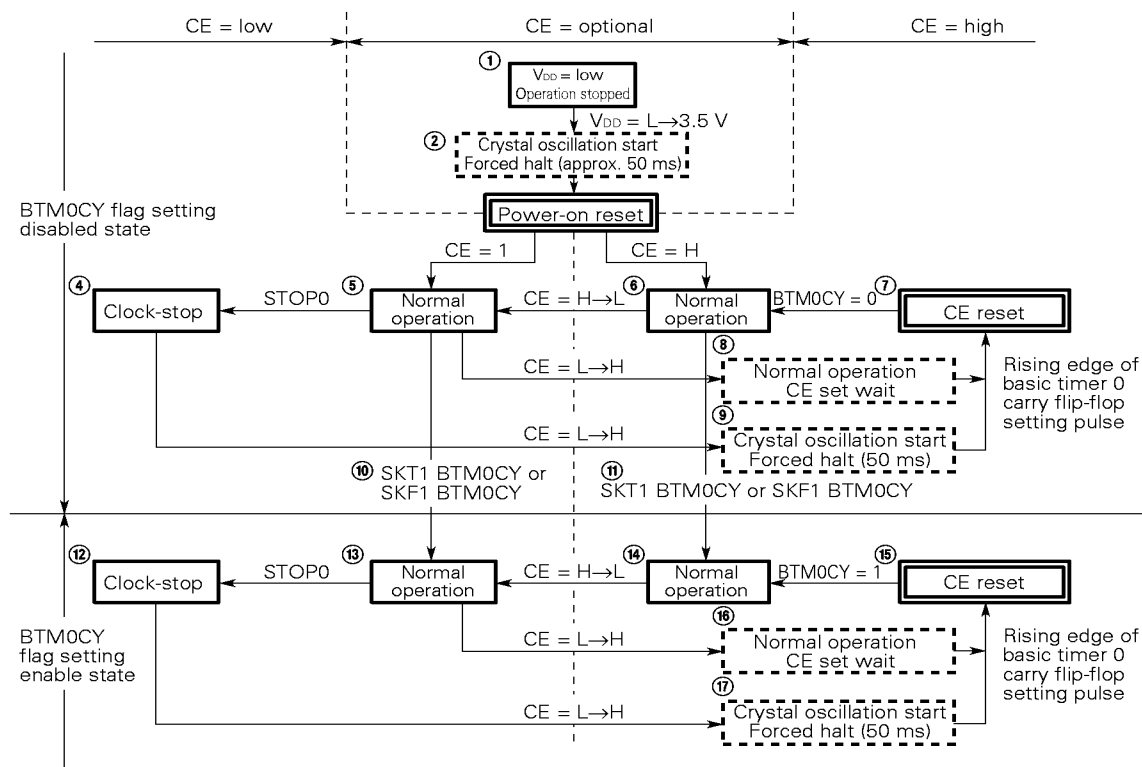 CE = low
CE = optional
CE = high
①
VDD = low
Operation stopped
VDD = L→3.5 V
②
Crystal oscillation start
Forced halt (approx. 50 ms)
Power-on reset
BTM0CY flag setting
disabled state
CE = 1
CE = H
④
Clock-stop
STOP0
⑤
Normal
operation
CE = H→L
⑥
Normal
operation
BTM0CY = 0
⑦
CE reset
⑧
CE = L→H
Normal operation
CE set wait
Rising edge of
basic timer 0
carry flip-flop
setting pulse
⑨
CE = L→H
Crystal oscillation start
Forced halt (50 ms)
⑩ SKT1 BTM0CY or
SKF1 BTM0CY
⑪
SKT1 BTM0CY or SKF1 BTM0CY
⑫
Clock-stop
STOP0
⑬
Normal
operation
CE = H→L
⑭
Normal
operation
BTM0CY = 1
⑮
CE reset
BTM0CY
flag setting
enable state
⑯
CE = L→H
Normal operation
CE set wait
Rising edge of
basic timer 0
carry flip-flop
setting pulse
⑰
CE = L→H
Crystal oscillation start
Forced halt (50 ms)